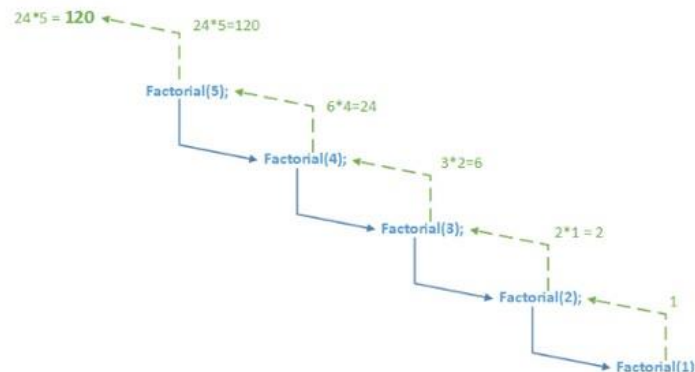 24*5 = 120
24*5=120
Factorial(5);
6*4=24
Factorial(4);
3*2=6
Factorial(3);
2*1 = 2
Factorial(2);
1
Factorial(1)